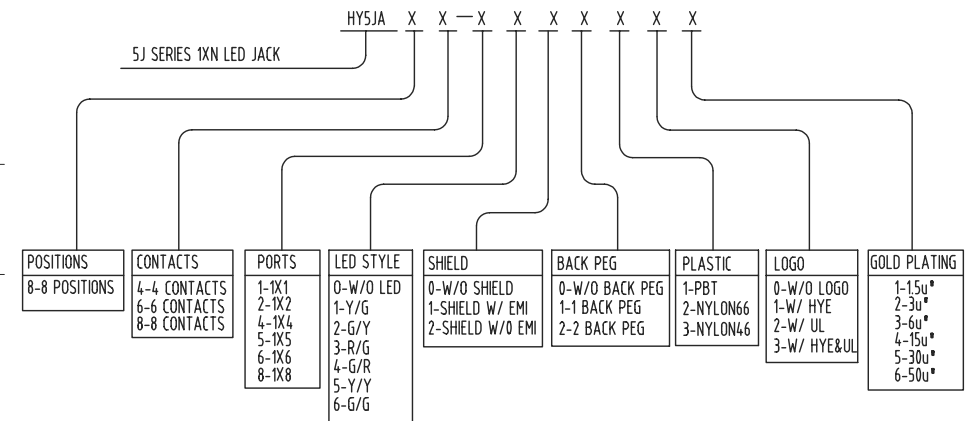 HY5JA X X-X X X X X X X
5J SERIES 1XN LED JACK
POSITIONS
8-8 POSITIONS
CONTACTS
4-4 CONTACTS
6-6 CONTACTS
8-8 CONTACTS
PORTS
1-1X1
2-1X2
4-1X4
5-1X5
6-1X6
8-1X8
LED STYLE
0-W/O LED
1-Y/G
2-G/Y
3-R/G
4-G/R
5-Y/Y
6-G/G
SHIELD
0-W/O SHIELD
1-SHIELD W/ EMI
2-SHIELD W/O EMI
BACK PEG
0-W/O BACK PEG
1-1 BACK PEG
2-2 BACK PEG
PLASTIC
1-PBT
2-NYLON66
3-NYLON46
LOGO
0-W/O LOGO
1-W/ HYE
2-W/ UL
3-W/ HYE&UL
GOLD PLATING
1-1.5u"
2-3u"
3-6u"
4-15u"
5-30u"
6-50u"